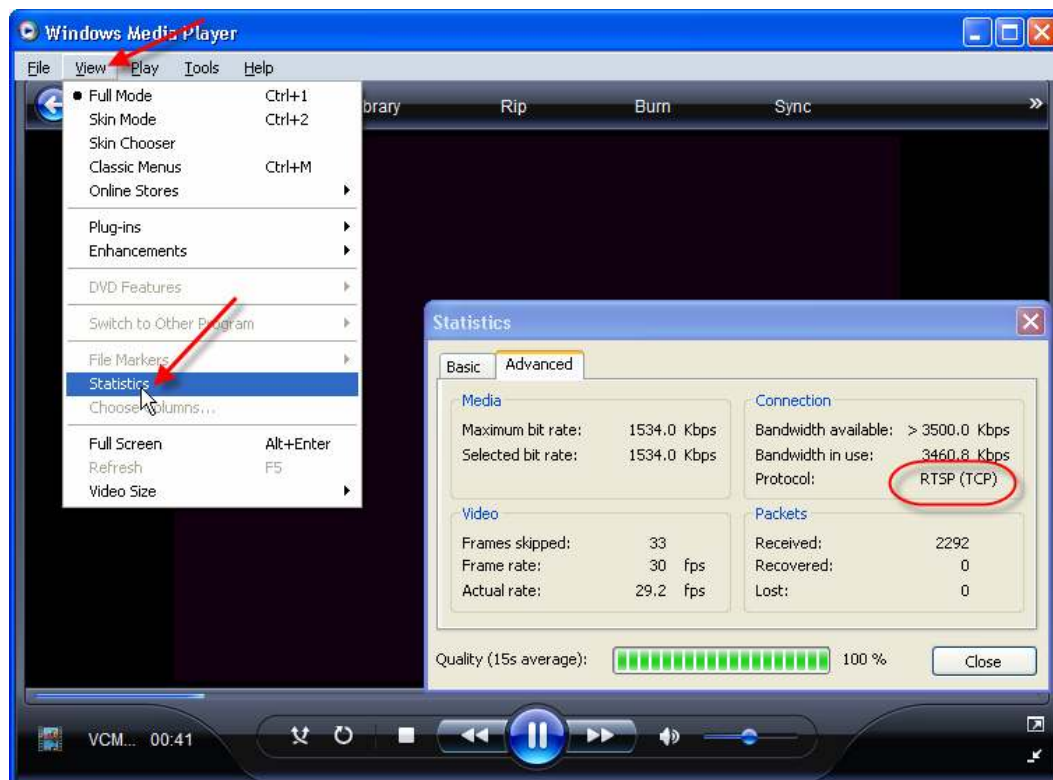 Windows Media Player
File View Play Tools Help
brary Rip Burn Sync »
Full Mode Ctrl+1
Skin Mode Ctrl+2
Skin Chooser
Classic Menus Ctrl+M
Online Stores
Plug-ins
Enhancements
DVD Features
Switch to Other Program
File Markers
Statistics
Choose Columns...
Full Screen Alt+Enter
Refresh F5
Video Size
Statistics
Basic Advanced
Media
Maximum bit rate: 1534.0 Kbps
Selected bit rate: 1534.0 Kbps
Connection
Bandwidth available: > 3500.0 Kbps
Bandwidth in use: 3460.8 Kbps
Protocol: RTSP (TCP)
Video
Frames skipped: 33
Frame rate: 30 fps
Actual rate: 29.2 fps
Packets
Received: 2292
Recovered: 0
Lost: 0
Quality (15s average): 100 % Close
VCM... 00:41